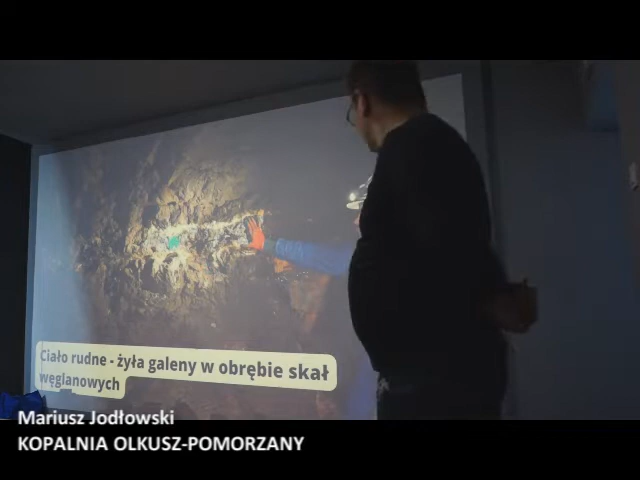 Ciało rudne - żyła galeny w obrębie skał
węglanowych
Mariusz Jodłowski
KOPALNIA OLKUSZ-POMORZANY